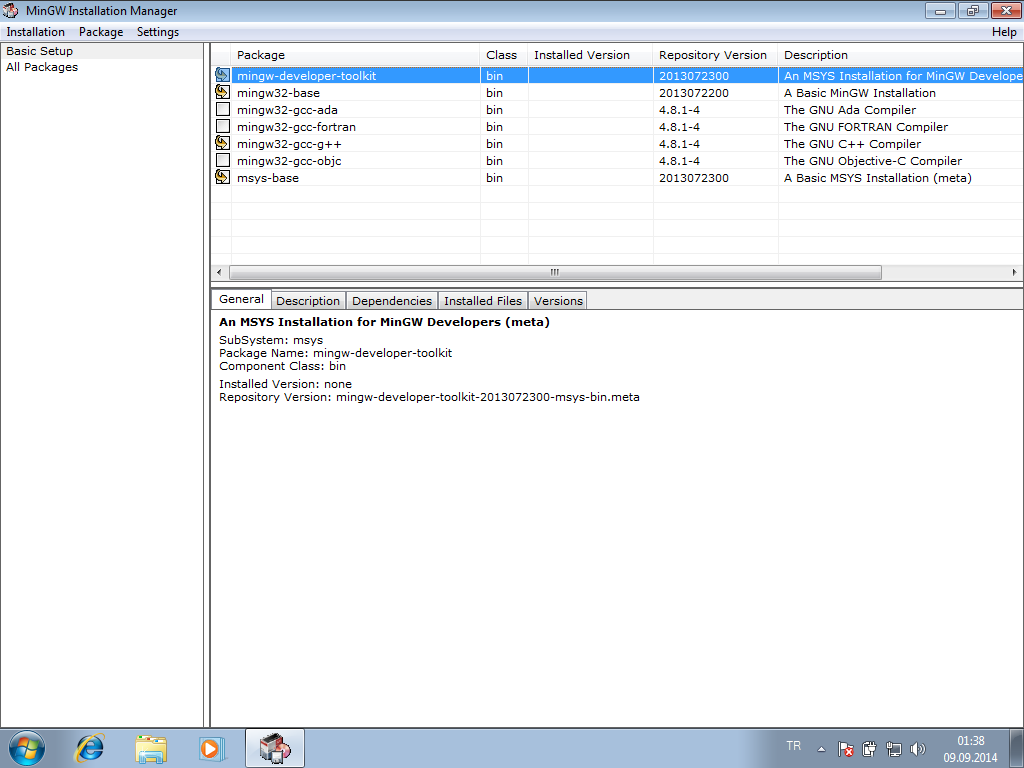 MinGW Installation Manager
Installation Package Settings Help
Basic Setup
All Packages
Package Class Installed Version Repository Version Description
mingw-developer-toolkit bin 2013072300 An MSYS Installation for MinGW Develope
mingw32-base bin 2013072200 A Basic MinGW Installation
mingw32-gcc-ada bin 4.8.1-4 The GNU Ada Compiler
mingw32-gcc-fortran bin 4.8.1-4 The GNU FORTRAN Compiler
mingw32-gcc-g++ bin 4.8.1-4 The GNU C++ Compiler
mingw32-gcc-objc bin 4.8.1-4 The GNU Objective-C Compiler
msys-base bin 2013072300 A Basic MSYS Installation (meta)
General Description Dependencies Installed Files Versions
An MSYS Installation for MinGW Developers (meta)
SubSystem: msys
Package Name: mingw-developer-toolkit
Component Class: bin
Installed Version: none
Repository Version: mingw-developer-toolkit-2013072300-msys-bin.meta
TR
01:38
09.09.2014